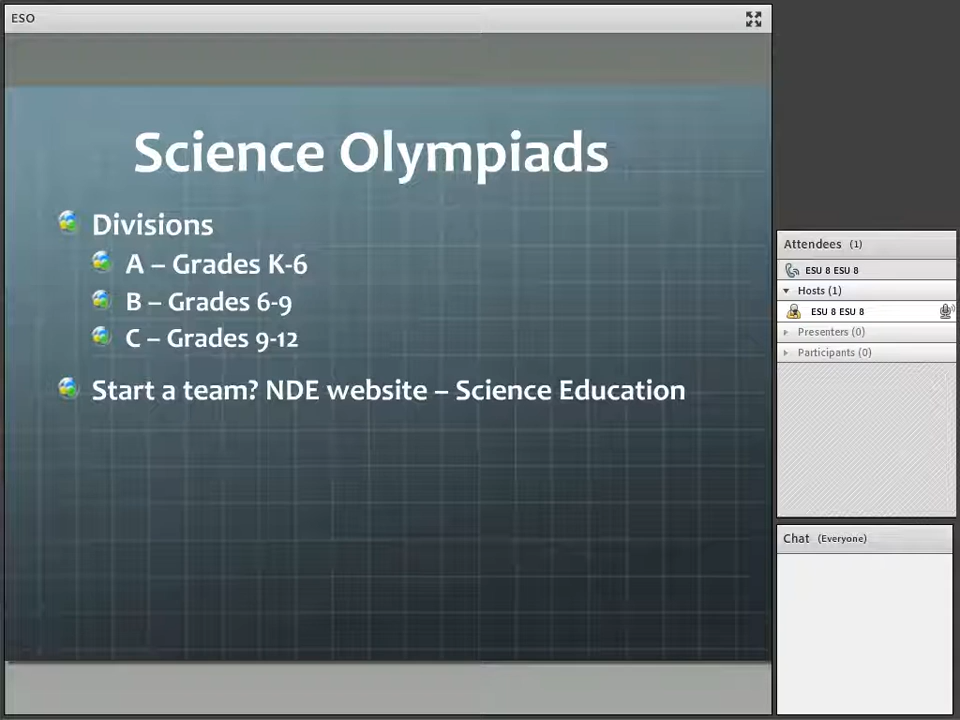 ESO
Science Olympiads
Divisions
A – Grades K-6
B – Grades 6-9
C – Grades 9-12
Start a team? NDE website – Science Education
Attendees (1)
ESU 8 ESU 8
Hosts (1)
ESU 8 ESU 8
Presenters (0)
Participants (0)
Chat (Everyone)